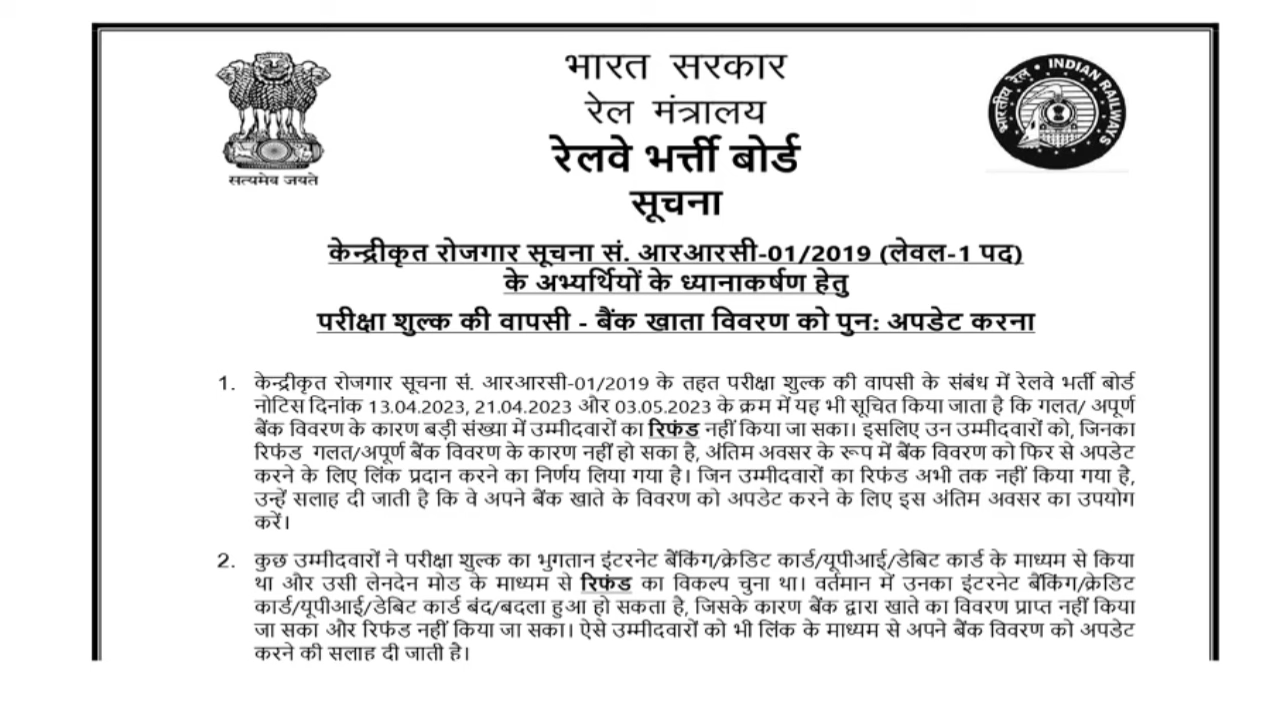 भारत सरकार
रेल मंत्रालय
रेलवे भर्ती बोर्ड
सूचना
सत्यमेव जयते
भारतीय रेल • INDIAN RAILWAYS
केन्द्रीकृत रोजगार सूचना सं. आरआरसी-01/2019 (लेवल-1 पद)
के अभ्यर्थियों के ध्यानाकर्षण हेतु
परीक्षा शुल्क की वापसी - बैंक खाता विवरण को पुन: अपडेट करना
1. केन्द्रीकृत रोजगार सूचना सं. आरआरसी-01/2019 के तहत परीक्षा शुल्क की वापसी के संबंध में रेलवे भर्ती बोर्ड
नोटिस दिनांक 13.04.2023, 21.04.2023 और 03.05.2023 के क्रम में यह भी सूचित किया जाता है कि गलत/ अपूर्ण
बैंक विवरण के कारण बड़ी संख्या में उम्मीदवारों का रिफंड नहीं किया जा सका। इसलिए उन उम्मीदवारों को, जिनका
रिफंड गलत/अपूर्ण बैंक विवरण के कारण नहीं हो सका है, अंतिम अवसर के रूप में बैंक विवरण को फिर से अपडेट
करने के लिए लिंक प्रदान करने का निर्णय लिया गया है। जिन उम्मीदवारों का रिफंड अभी तक नहीं किया गया है,
उन्हें सलाह दी जाती है कि वे अपने बैंक खाते के विवरण को अपडेट करने के लिए इस अंतिम अवसर का उपयोग
करें।
2. कुछ उम्मीदवारों ने परीक्षा शुल्क का भुगतान इंटरनेट बैंकिंग/क्रेडिट कार्ड/यूपीआई/डेबिट कार्ड के माध्यम से किया
था और उसी लेनदेन मोड के माध्यम से रिफंड का विकल्प चुना था। वर्तमान में उनका इंटरनेट बैंकिंग/क्रेडिट
कार्ड/यूपीआई/डेबिट कार्ड बंद/बदला हुआ हो सकता है, जिसके कारण बैंक द्वारा खाते का विवरण प्राप्त नहीं किया
जा सका और रिफंड नहीं किया जा सका। ऐसे उम्मीदवारों को भी लिंक के माध्यम से अपने बैंक विवरण को अपडेट
करने की सलाह दी जाती है।